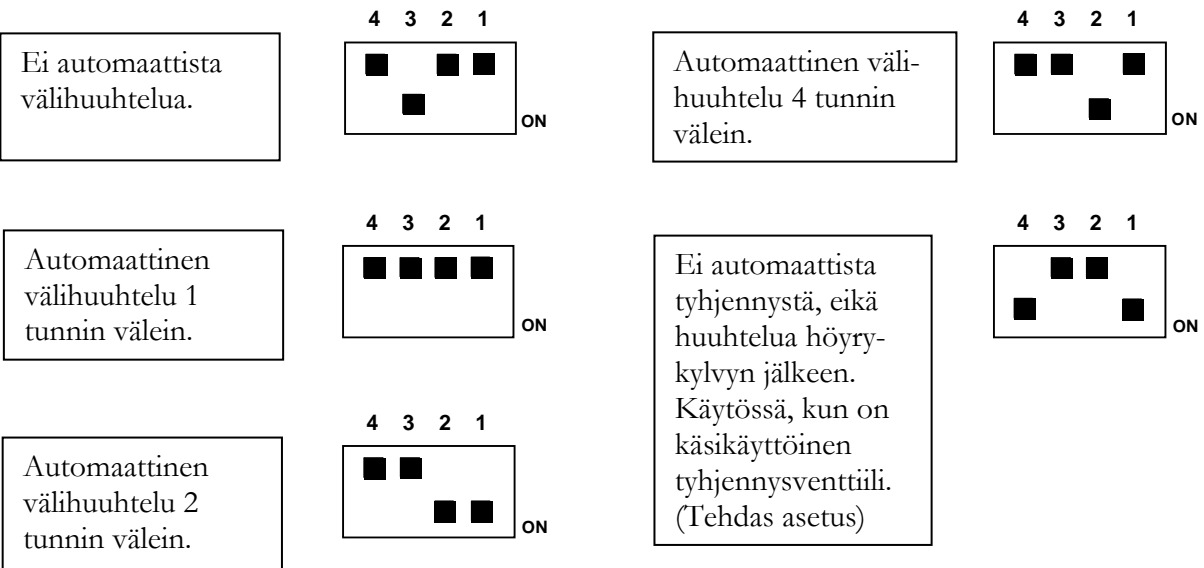 4 3 2 1
Ei automaattista
välihuuhtelua.
ON
4 3 2 1
Automaattinen
välihuuhtelu 1
tunnin välein.
ON
4 3 2 1
Automaattinen
välihuuhtelu 2
tunnin välein.
ON
4 3 2 1
Automaattinen väli-
huuhtelu 4 tunnin
välein.
ON
4 3 2 1
Ei automaattista
tyhjennystä, eikä
huuhtelua höyry-
kylvyn jälkeen.
Käytössä, kun on
käsikäyttöinen
tyhjennysventtiili.
(Tehdas asetus)
ON